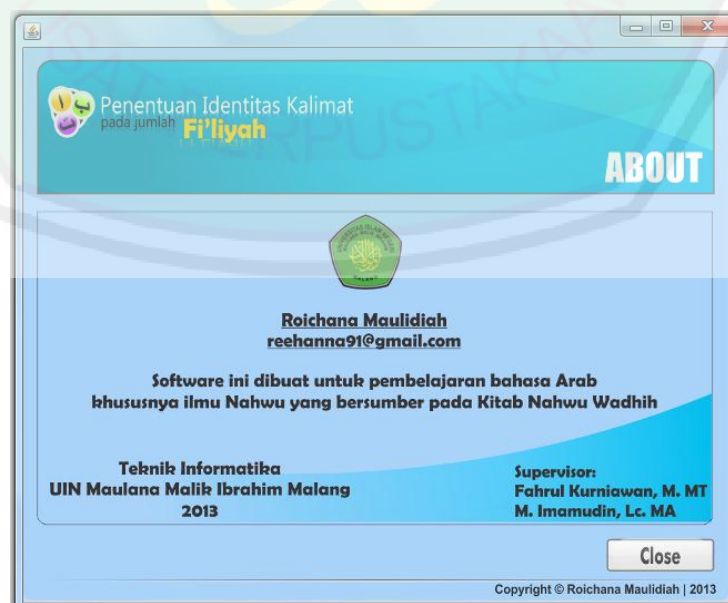 Penentuan Identitas Kalimat
pada jumlah Fi'liyah
ABOUT
Roichana Maulidiah
reehanna91@gmail.com
Software ini dibuat untuk pembelajaran bahasa Arab
khususnya ilmu Nahwu yang bersumber pada Kitab Nahwu Wadhih
Teknik Informatika
UIN Maulana Malik Ibrahim Malang
2013
Supervisor:
Fahrul Kurniawan, M. MT
M. Imamudin, Lc. MA
Close
Copyright © Roichana Maulidiah | 2013